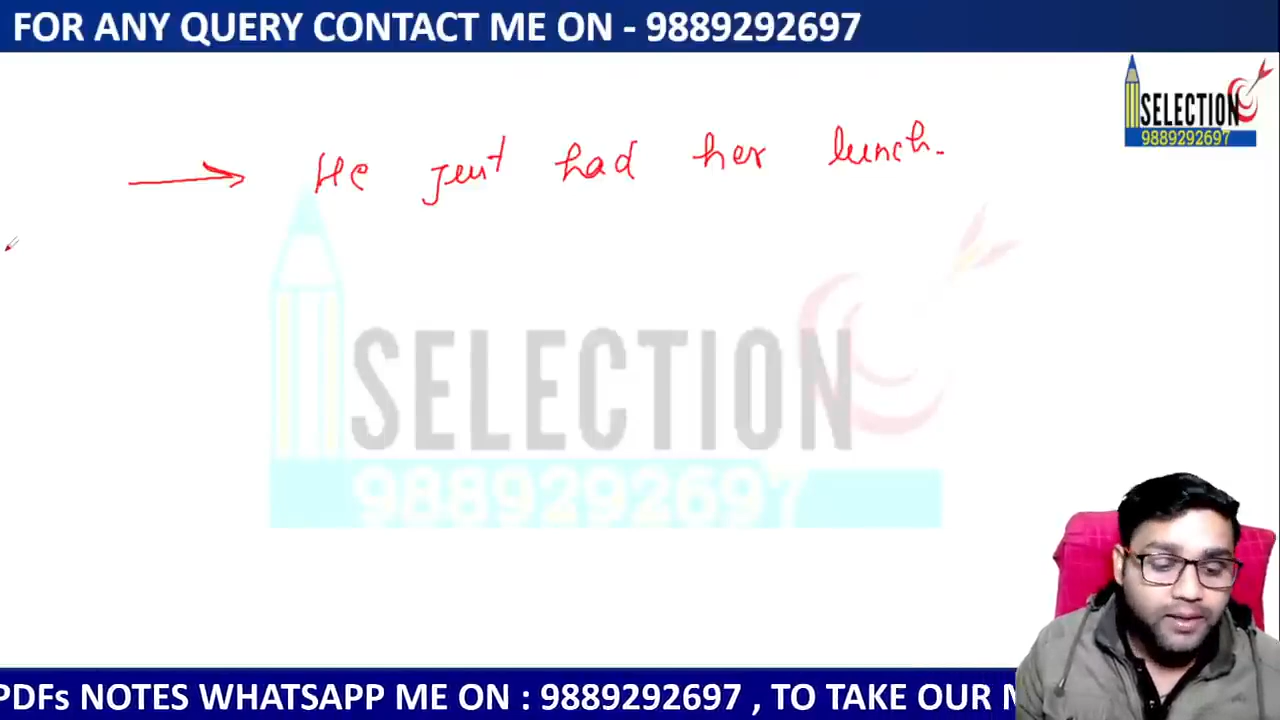 FOR ANY QUERY CONTACT ME ON - 9889292697
SELECTION
9889292697
He just had her lunch.
SELECTION
9889292697
PDFs NOTES WHATSAPP ME ON : 9889292697 , TO TAKE OUR M